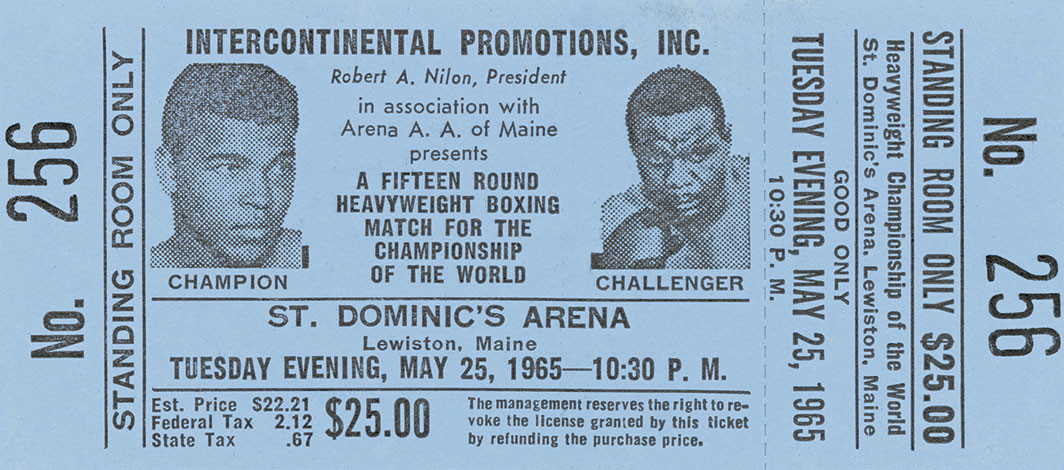 No. 256
STANDING ROOM ONLY
INTERCONTINENTAL PROMOTIONS, INC.
Robert A. Nilon, President
in association with
Arena A. A. of Maine
presents
A FIFTEEN ROUND
HEAVYWEIGHT BOXING
MATCH FOR THE
CHAMPIONSHIP
OF THE WORLD
CHAMPION
CHALLENGER
ST. DOMINIC'S ARENA
Lewiston, Maine
TUESDAY EVENING, MAY 25, 1965—10:30 P. M.
Est. Price $22.21
Federal Tax 2.12
State Tax .67
$25.00
The management reserves the right to re-
voke the license granted by this ticket
by refunding the purchase price.
STANDING ROOM ONLY $25.00
Heavyweight Championship of the World
St. Dominic's Arena, Lewiston, Maine
GOOD ONLY
TUESDAY EVENING, MAY 25, 1965
10:30 P. M.
No. 256